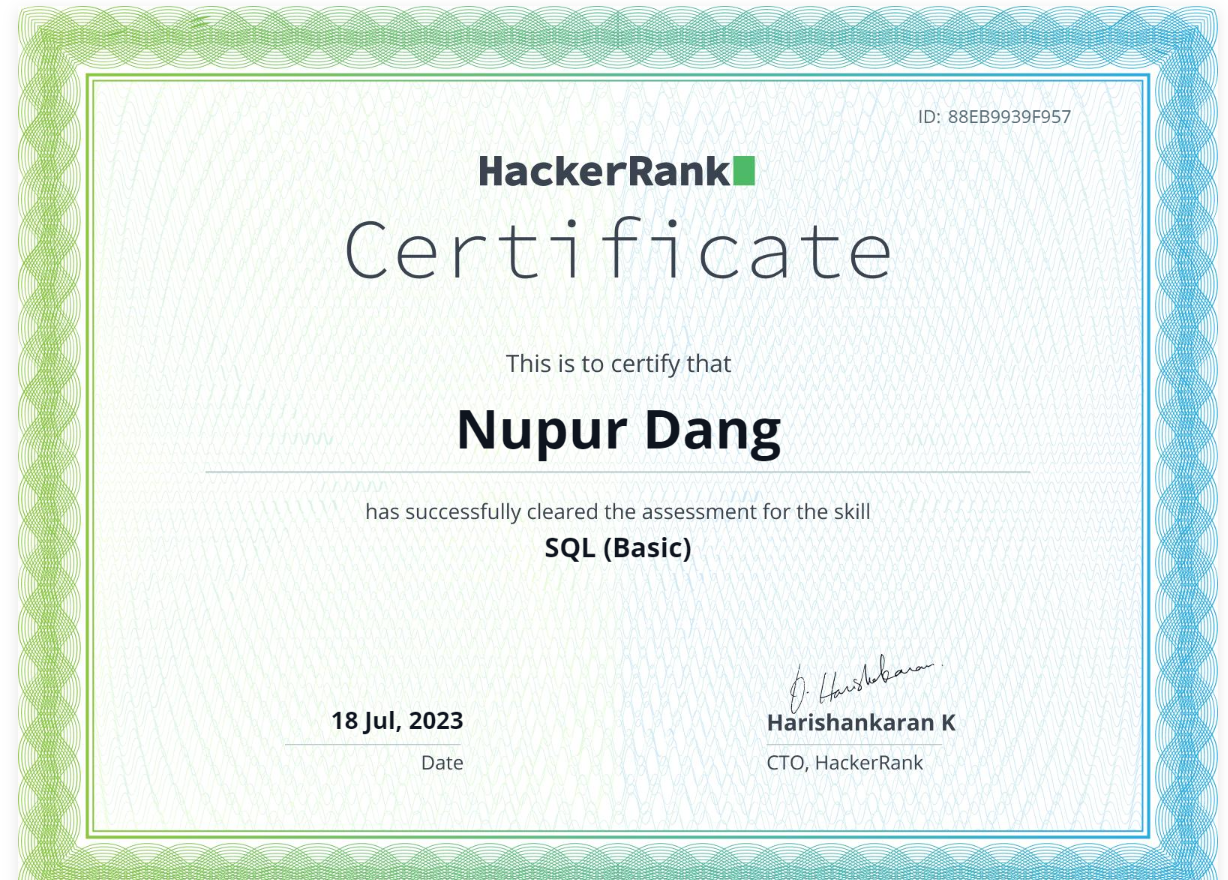 ID: 88EB9939F957
HackerRank
Certificate
This is to certify that
Nupur Dang
has successfully cleared the assessment for the skill
SQL (Basic)
18 Jul, 2023
Date
Harishankaran K
CTO, HackerRank